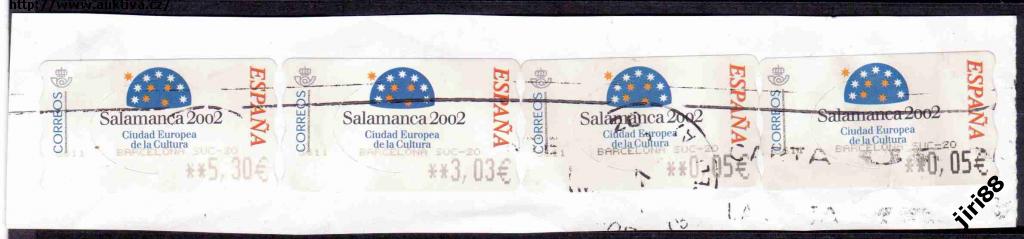 http://www.aliktiva.cz/
CORREOS
ESPAÑA
Salamanca 2002
Ciudad Europea
de la Cultura
BARCELONA SUC-20
**5,30€
CORREOS
ESPAÑA
Salamanca 2002
Ciudad Europea
de la Cultura
BARCELONA SUC-20
**3,03€
CORREOS
ESPAÑA
Salamanca 2002
Ciudad Europea
de la Cultura
BARCELONA SUC-20
**0,05€
CORREOS
ESPAÑA
Salamanca 2002
Ciudad Europea
de la Cultura
BARCELONA SUC-20
**0,05€
jiri88